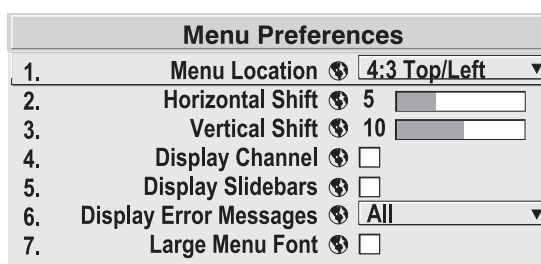 Menu Preferences
1. Menu Location 4:3 Top/Left
2. Horizontal Shift 5
3. Vertical Shift 10
4. Display Channel
5. Display Slidebars
6. Display Error Messages All
7. Large Menu Font